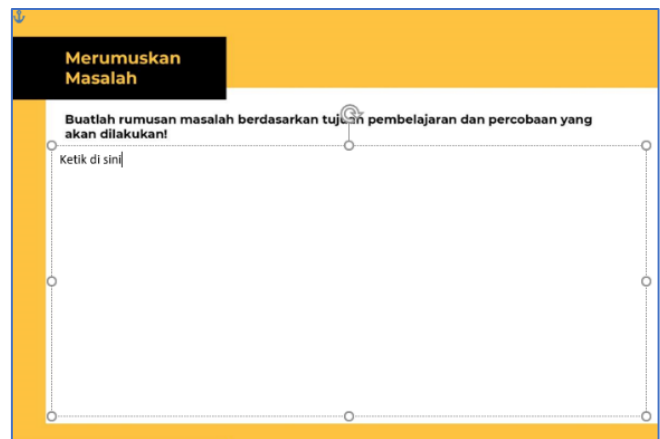 Merumuskan
Masalah
Buatlah rumusan masalah berdasarkan tujuan pembelajaran dan percobaan yang
akan dilakukan!
Ketik di sini